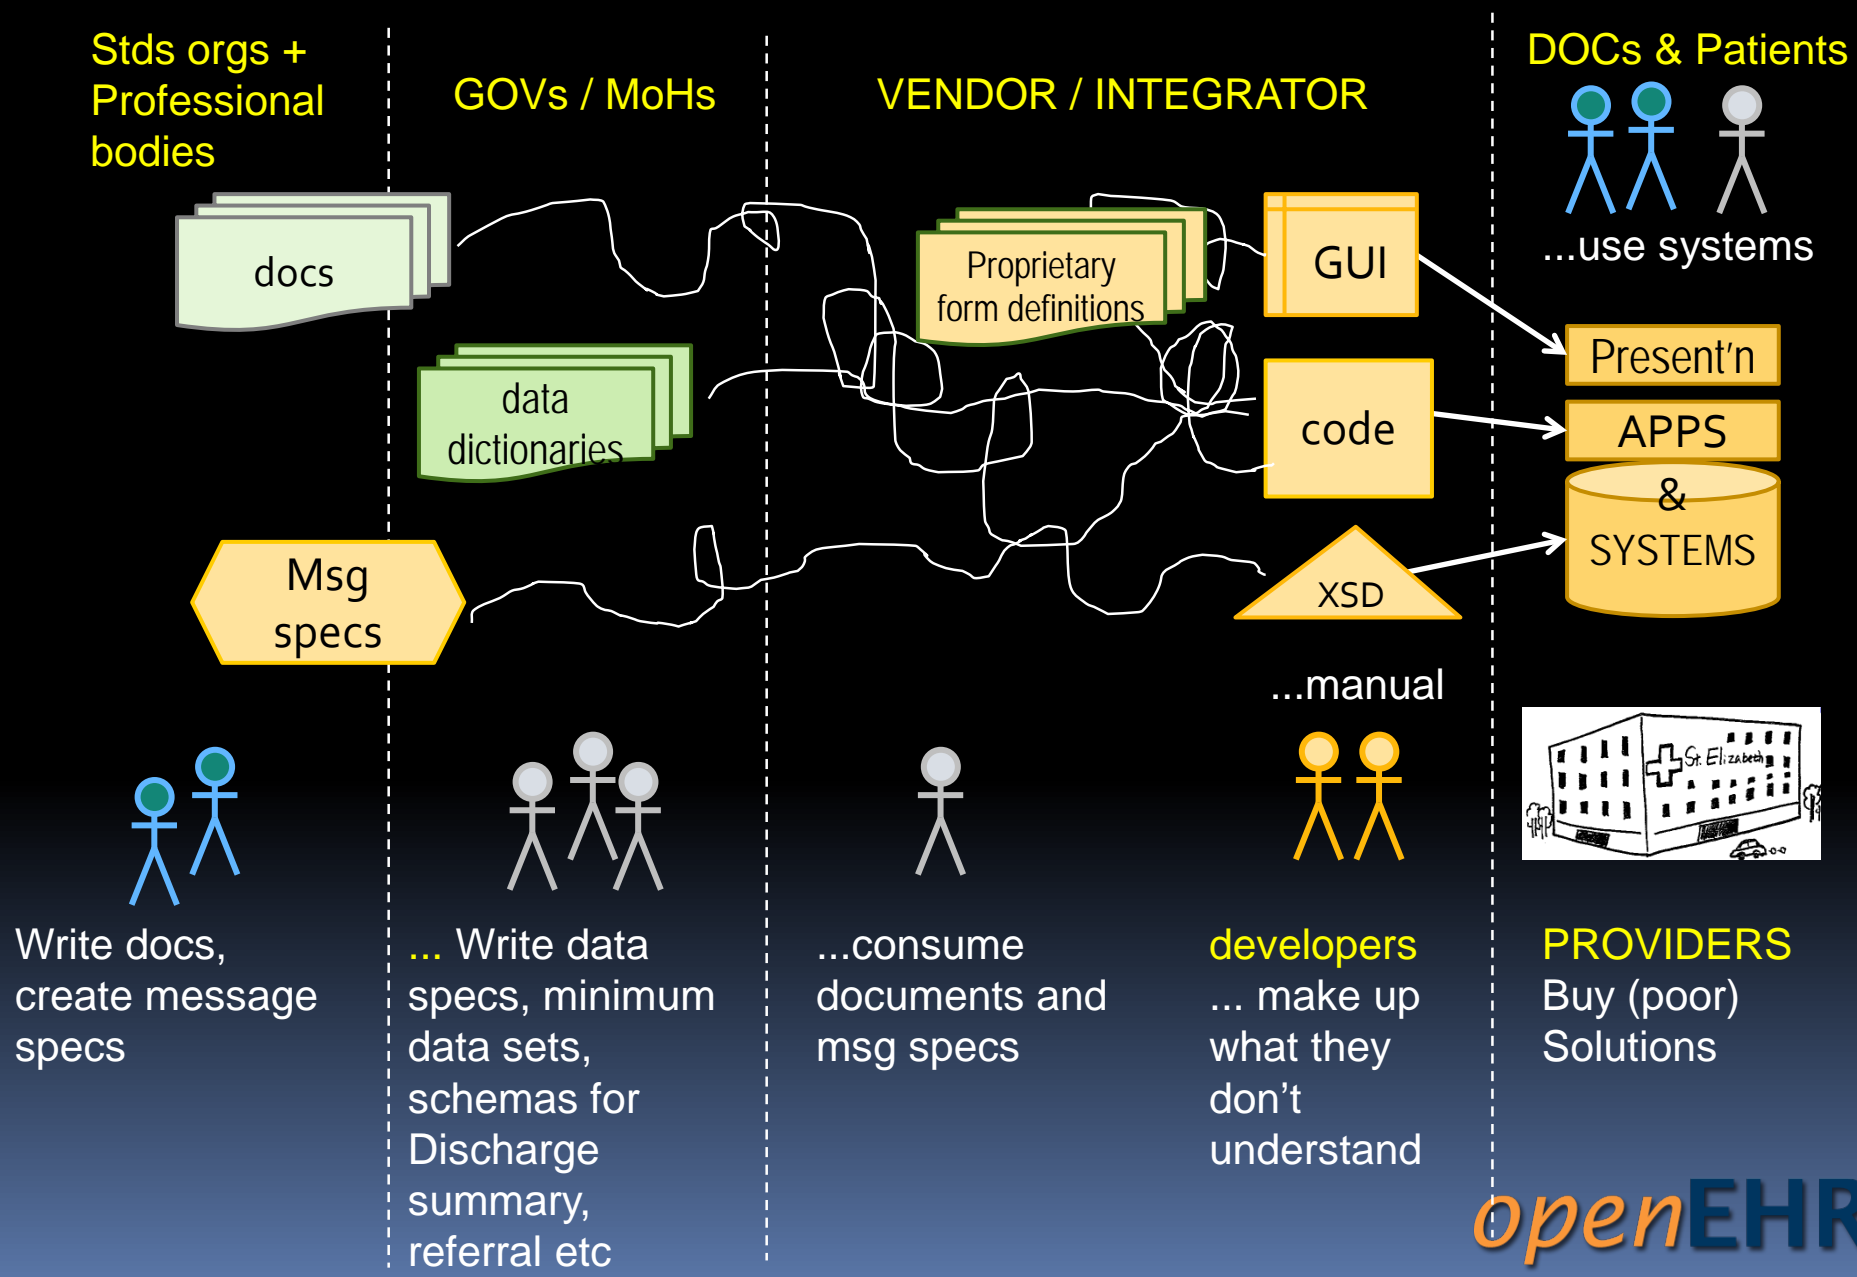 Stds orgs +
Professional
bodies
GOVs / MoHs
VENDOR / INTEGRATOR
DOCs & Patients
...use systems
docs
Proprietary
form definitions
GUI
Present'n
data
dictionaries
code
APPS
&
SYSTEMS
Msg
specs
XSD
...manual
St. Elizabeth
Write docs,
create message
specs
... Write data
specs, minimum
data sets,
schemas for
Discharge
summary,
referral etc
...consume
documents and
msg specs
developers
... make up
what they
don’t
understand
PROVIDERS
Buy (poor)
Solutions
openEHR